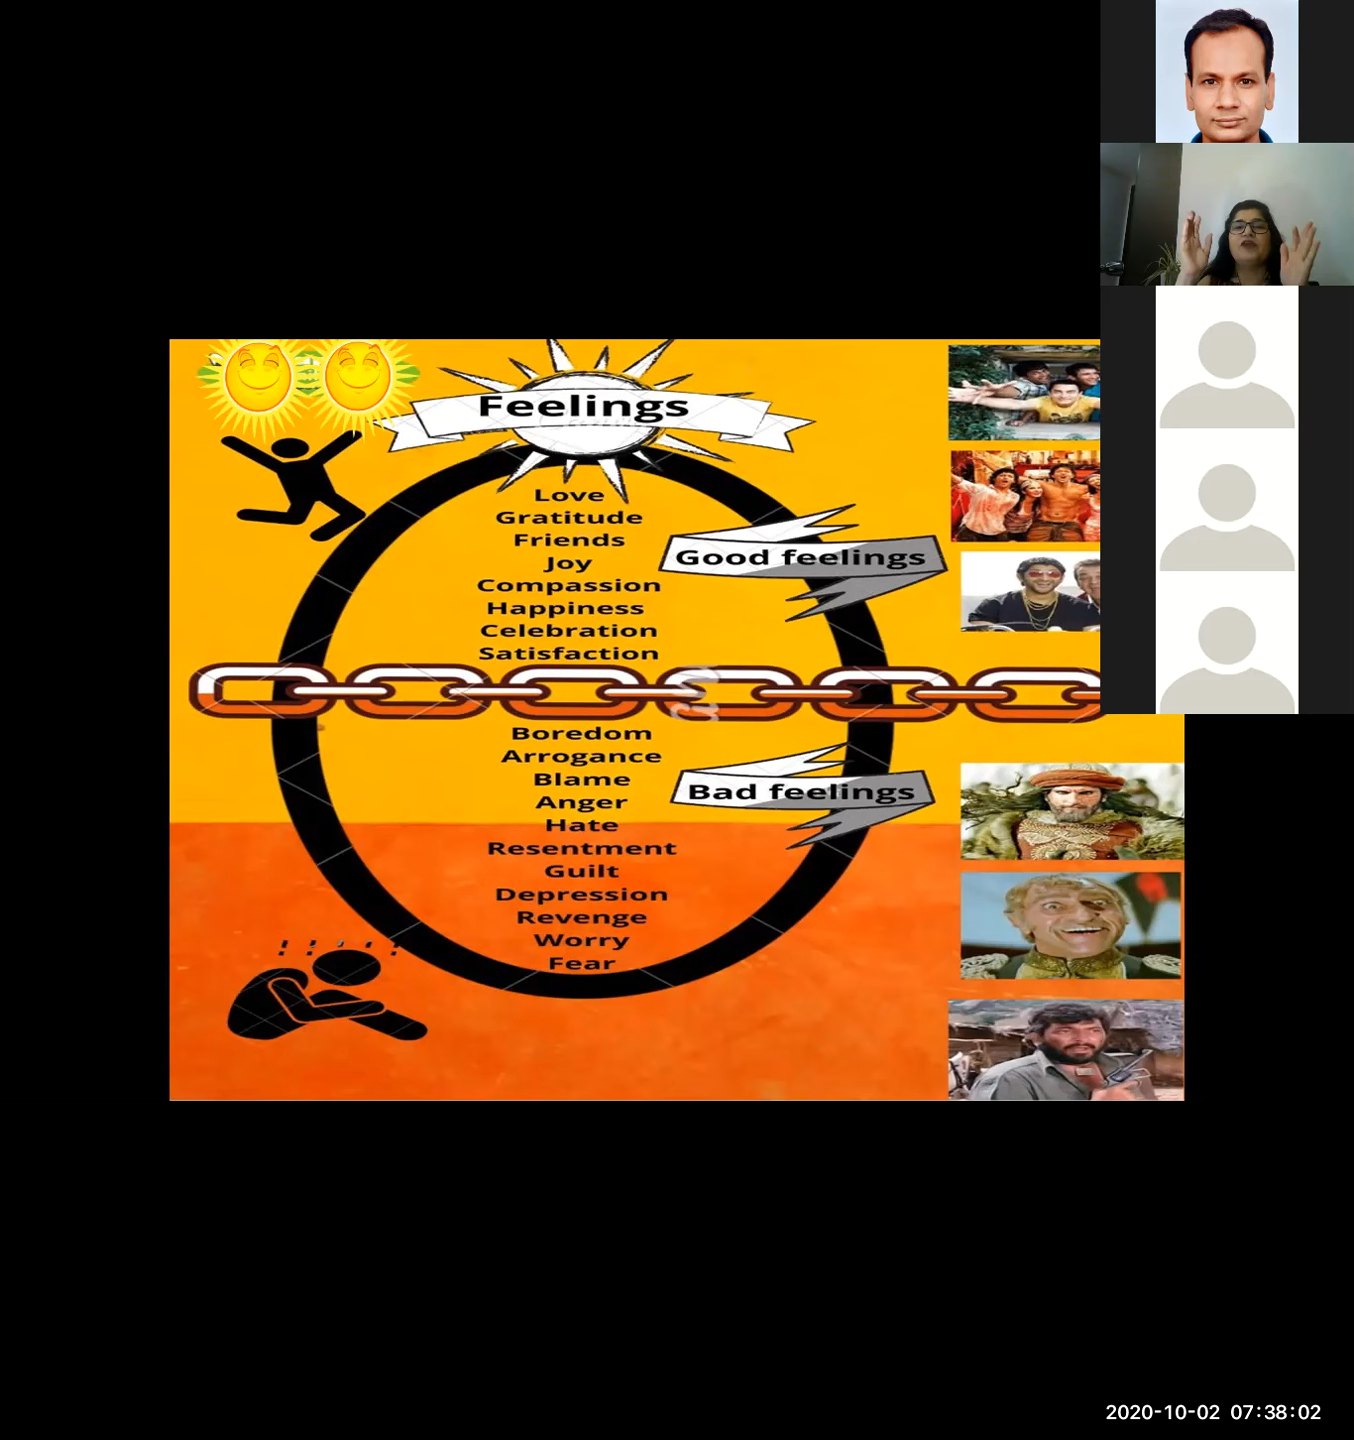 Feelings
Love
Gratitude
Friends
Joy
Compassion
Happiness
Celebration
Satisfaction
Good feelings
Boredom
Arrogance
Blame
Anger
Hate
Resentment
Guilt
Depression
Revenge
Worry
Fear
Bad feelings
2020-10-02 07:38:02